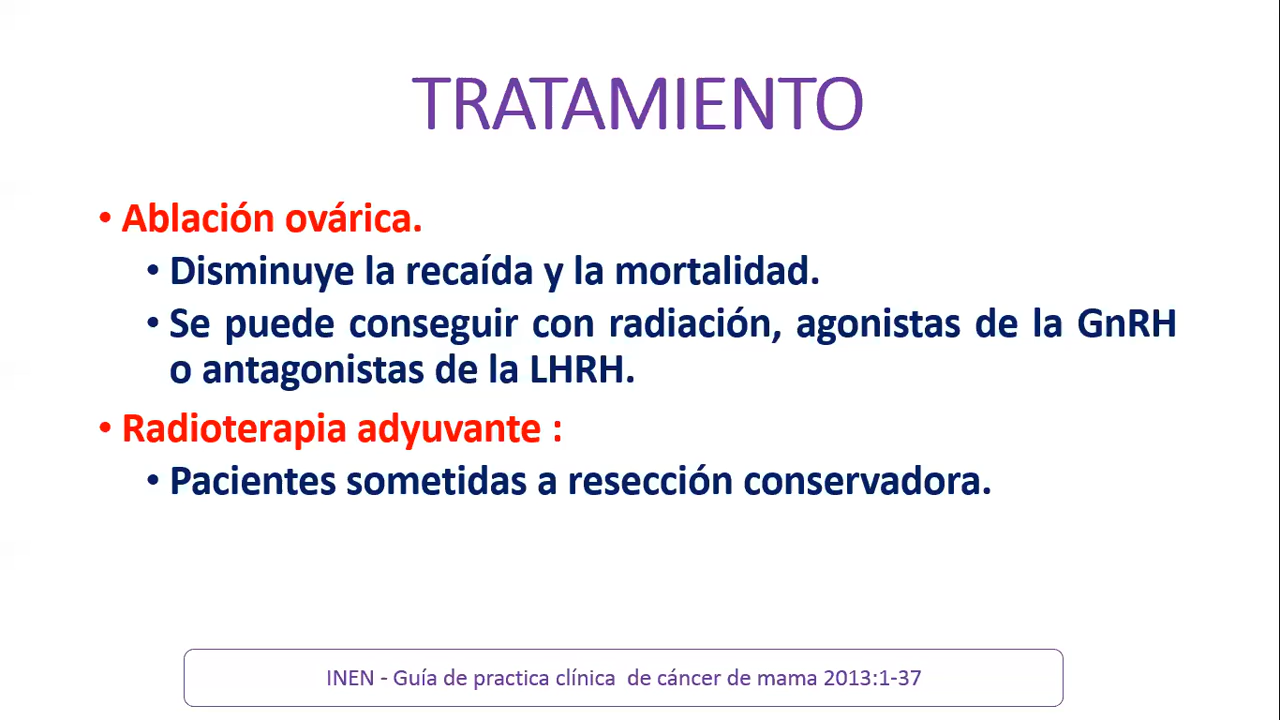 TRATAMIENTO
• Ablación ovárica.
• Disminuye la recaída y la mortalidad.
• Se puede conseguir con radiación, agonistas de la GnRH
o antagonistas de la LHRH.
• Radioterapia adyuvante :
• Pacientes sometidas a resección conservadora.
INEN - Guía de practica clínica  de cáncer de mama 2013:1-37